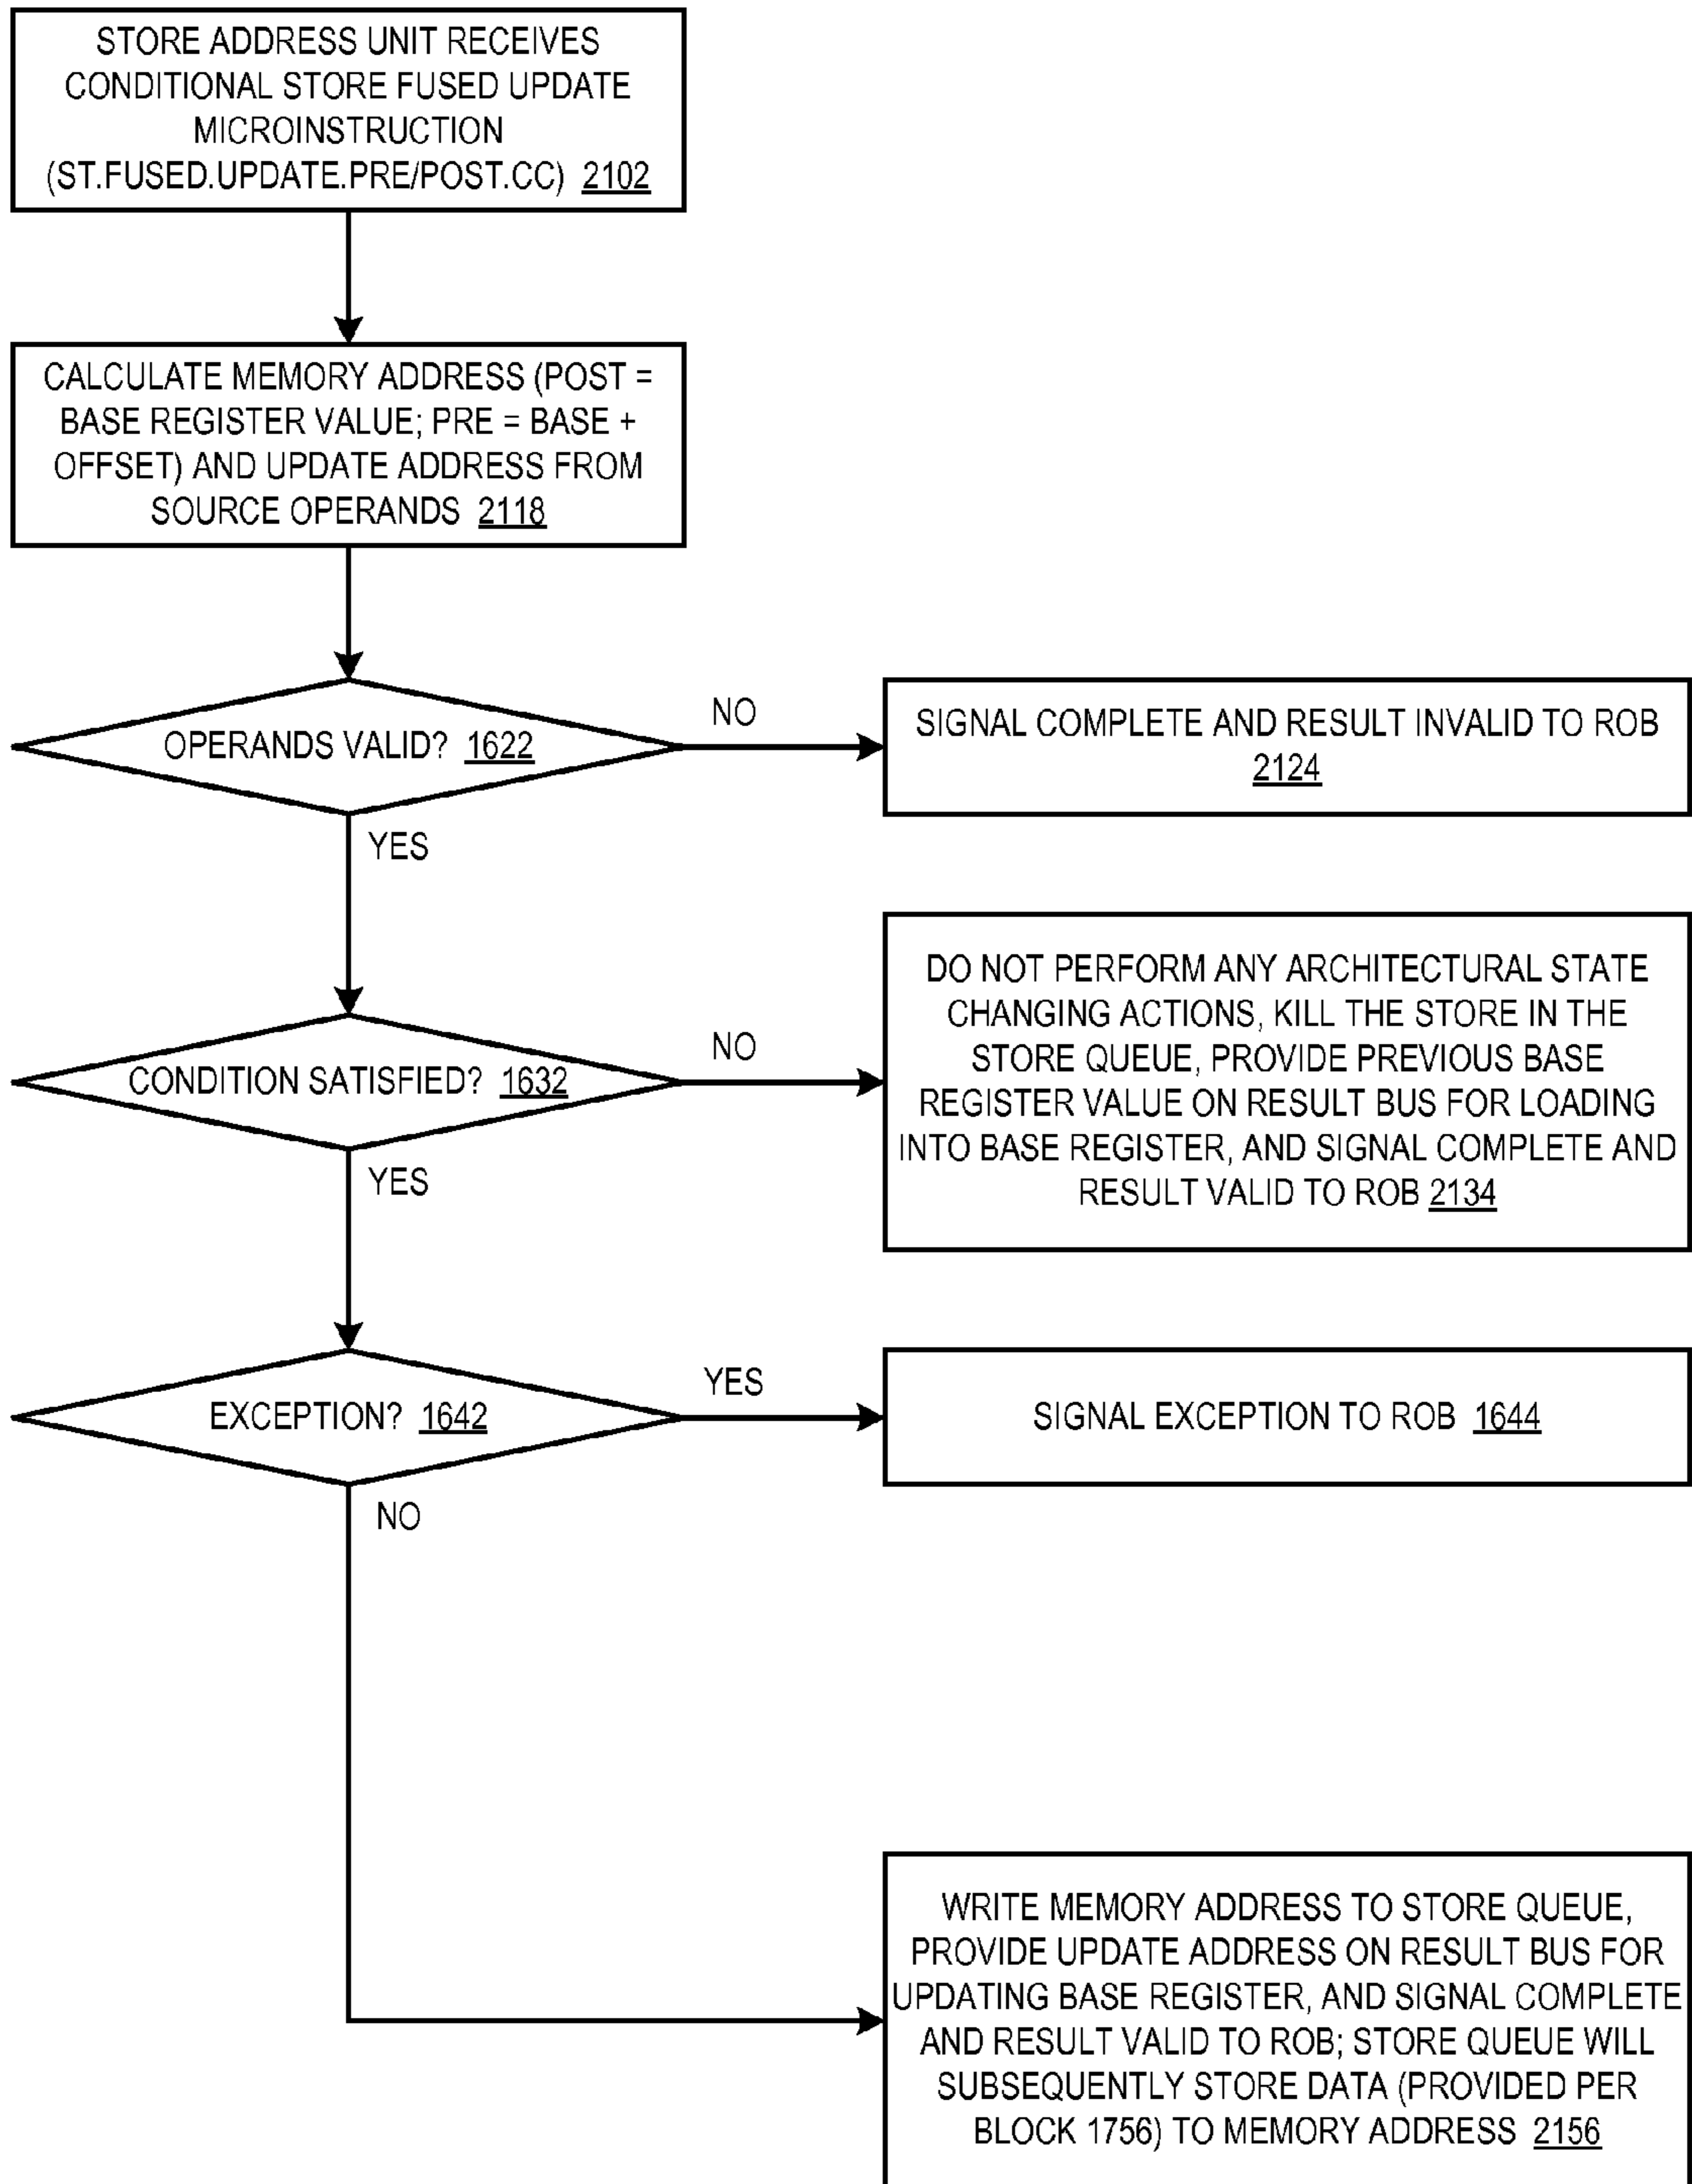 STORE ADDRESS UNIT RECEIVES
CONDITIONAL STORE FUSED UPDATE
MICROINSTRUCTION
(ST.FUSED.UPDATE.PRE/POST.CC) 2102
CALCULATE MEMORY ADDRESS (POST =
BASE REGISTER VALUE; PRE = BASE +
OFFSET) AND UPDATE ADDRESS FROM
SOURCE OPERANDS 2118
OPERANDS VALID? 1622
NO
SIGNAL COMPLETE AND RESULT INVALID TO ROB
2124
YES
CONDITION SATISFIED? 1632
NO
DO NOT PERFORM ANY ARCHITECTURAL STATE
CHANGING ACTIONS, KILL THE STORE IN THE
STORE QUEUE, PROVIDE PREVIOUS BASE
REGISTER VALUE ON RESULT BUS FOR LOADING
INTO BASE REGISTER, AND SIGNAL COMPLETE AND
RESULT VALID TO ROB 2134
YES
EXCEPTION? 1642
YES
SIGNAL EXCEPTION TO ROB 1644
NO
WRITE MEMORY ADDRESS TO STORE QUEUE,
PROVIDE UPDATE ADDRESS ON RESULT BUS FOR
UPDATING BASE REGISTER, AND SIGNAL COMPLETE
AND RESULT VALID TO ROB; STORE QUEUE WILL
SUBSEQUENTLY STORE DATA (PROVIDED PER
BLOCK 1756) TO MEMORY ADDRESS 2156